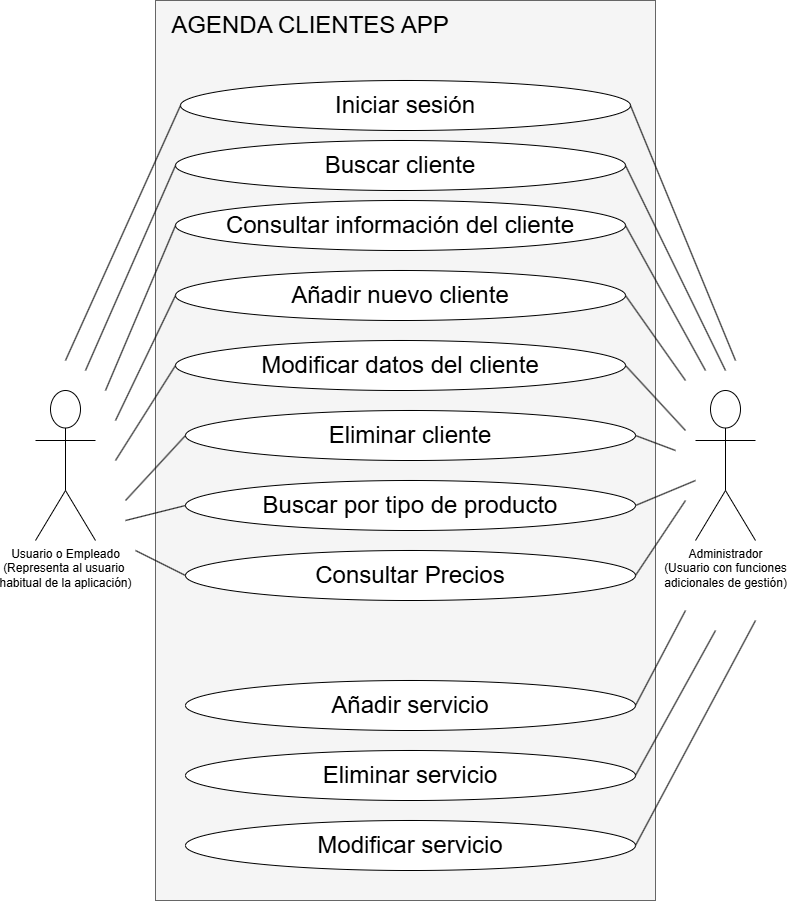 AGENDA CLIENTES APP
Iniciar sesión
Buscar cliente
Consultar información del cliente
Añadir nuevo cliente
Modificar datos del cliente
Eliminar cliente
Buscar por tipo de producto
Consultar Precios
Usuario o Empleado
(Representa al usuario
habitual de la aplicación)
Administrador
(Usuario con funciones
adicionales de gestión)
Añadir servicio
Eliminar servicio
Modificar servicio